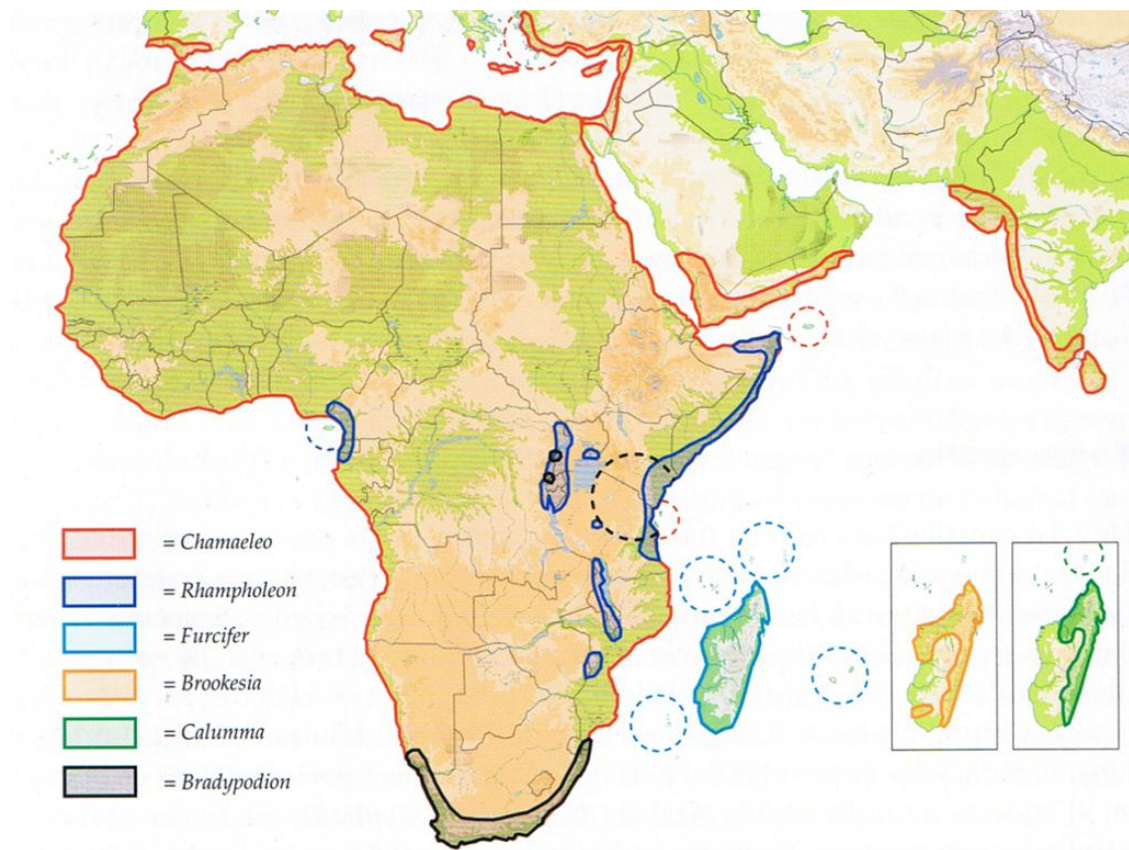 = Chamaeleo
= Rhampholeon
= Furcifer
= Brookesia
= Calumma
= Bradypodion